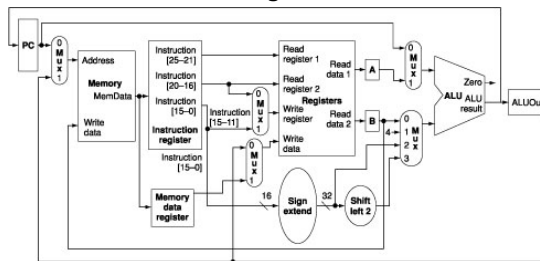 PC
0
M
u
x
1
Address
Memory
MemData
Write
data
Instruction
[25–21]
Instruction
[20–16]
Instruction
[15–0]
Instruction
register
Instruction
[15–11]
Instruction
[15–0]
Memory
data
register
0
M
u
x
1
0
M
u
x
1
Read
register 1
Read
register 2
Registers
Write
register
Write
data
Read
data 1
Read
data 2
A
B
4
0
M
u
x
1
0
1 M
u
2 x
3
Zero
ALU ALU
result
ALUOu
16
Sign
extend
32
Shift
left 2